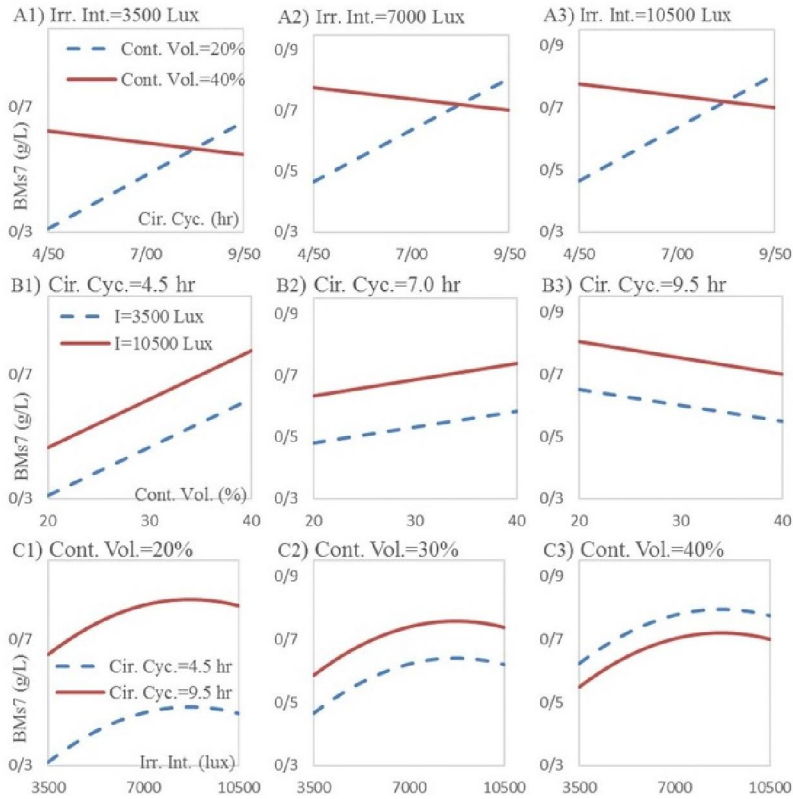 A1) Irr. Int.=3500 Lux
Cont. Vol.=20%
Cont. Vol.=40%
0/7
BMs7 (g/L)
0/3
Cir. Cyc. (hr)
4/50 7/00 9/50
A2) Irr. Int.=7000 Lux
0/9
0/7
0/5
0/3
4/50 7/00 9/50
A3) Irr. Int.=10500 Lux
0/9
0/7
0/5
0/3
4/50 7/00 9/50
B1) Cir. Cyc.=4.5 hr
I=3500 Lux
I=10500 Lux
0/7
BMs7 (g/L)
0/3
Cont. Vol. (%)
20 30 40
B2) Cir. Cyc.=7.0 hr
0/9
0/7
0/5
0/3
20 30 40
B3) Cir. Cyc.=9.5 hr
0/9
0/7
0/5
0/3
20 30 40
C1) Cont. Vol.=20%
0/7
BMs7 (g/L)
Cir. Cyc.=4.5 hr
Cir. Cyc.=9.5 hr
0/3
Irr. Int. (lux)
3500 7000 10500
C2) Cont. Vol.=30%
0/9
0/7
0/5
0/3
3500 7000 10500
C3) Cont. Vol.=40%
0/9
0/7
0/5
0/3
3500 7000 10500